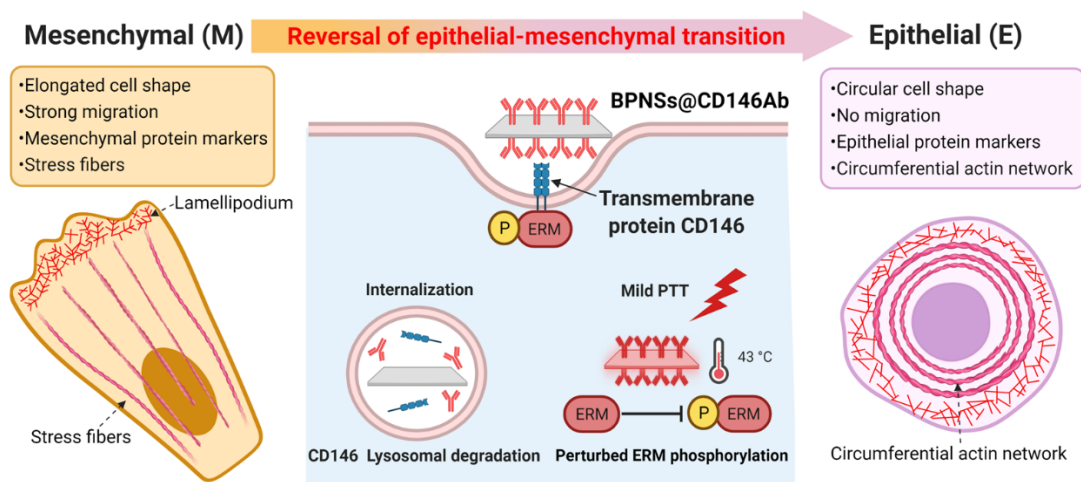 Mesenchymal (M)
Reversal of epithelial-mesenchymal transition
Epithelial (E)
•Elongated cell shape
•Strong migration
•Mesenchymal protein markers
•Stress fibers
Lamellipodium
Stress fibers
BPNSs@CD146Ab
Transmembrane
protein CD146
P
ERM
Internalization
CD146 Lysosomal degradation
Mild PTT
43 °C
ERM
P
ERM
Perturbed ERM phosphorylation
•Circular cell shape
•No migration
•Epithelial protein markers
•Circumferential actin network
Circumferential actin network